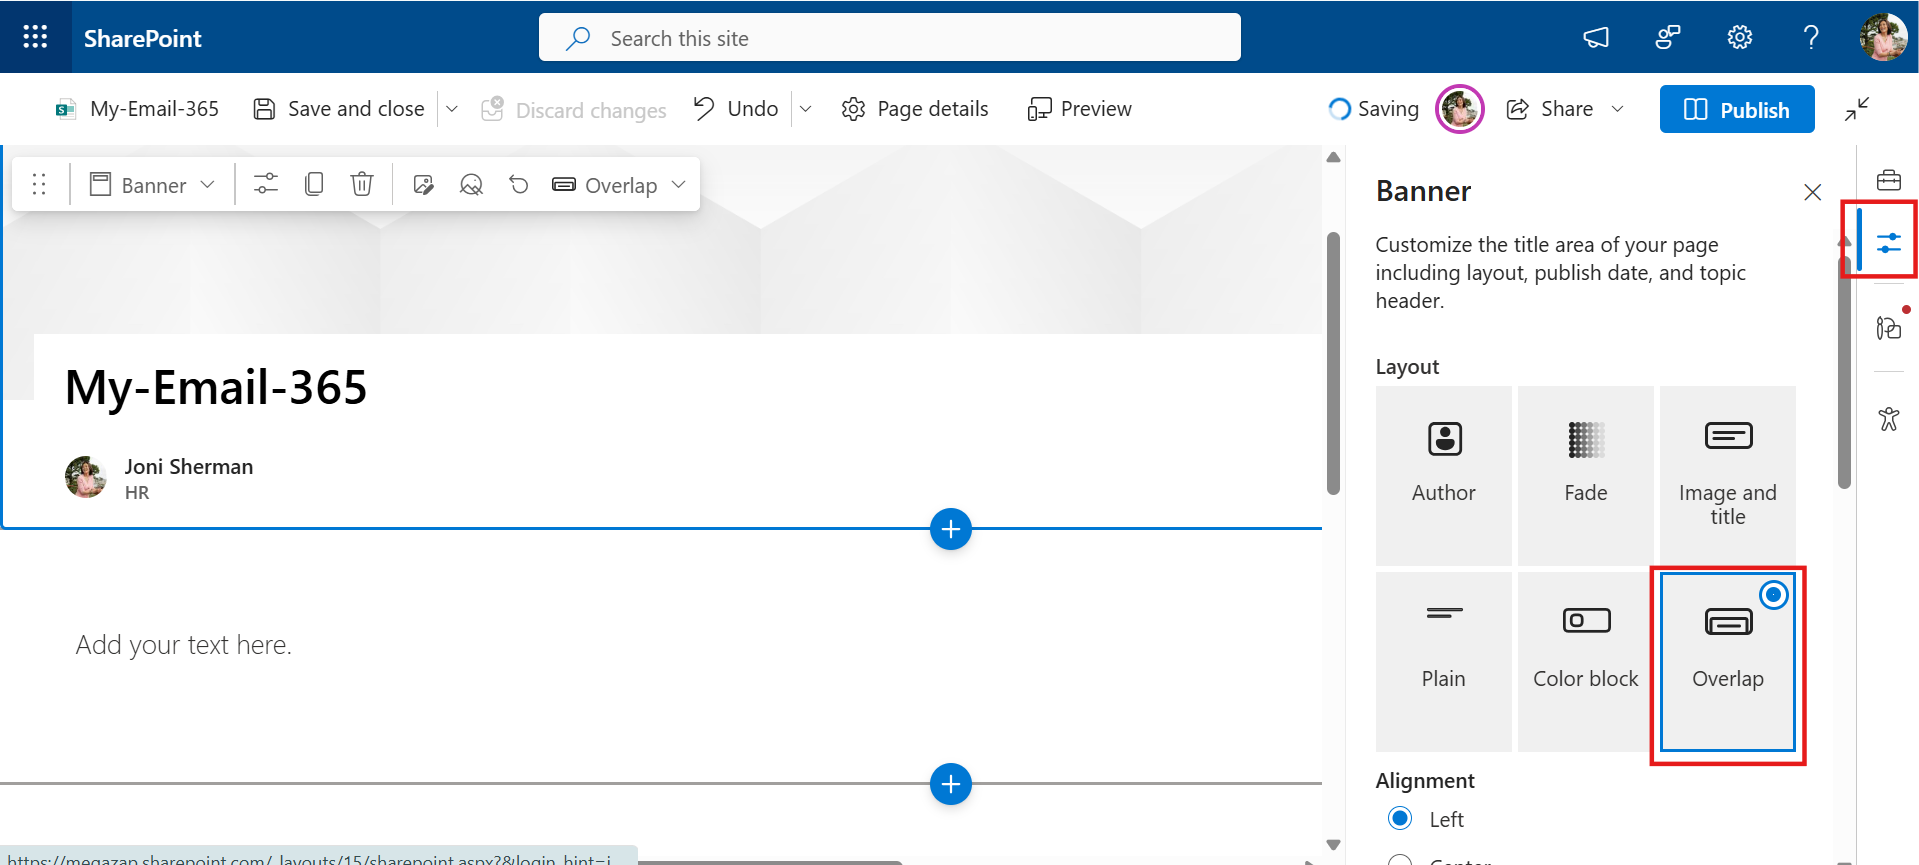 SharePoint
Search this site
My-Email-365
Save and close
Discard changes
Undo
Page details
Preview
Saving
Share
Publish
Banner
Overlap
My-Email-365
Joni Sherman
HR
Add your text here.
https://megazap.sharepoint.com/_layouts/15/sharepoint.aspx?&login_hint=j...
Banner
Customize the title area of your page
including layout, publish date, and topic
header.
Layout
Author
Fade
Image and
title
Plain
Color block
Overlap
Alignment
Left
Center